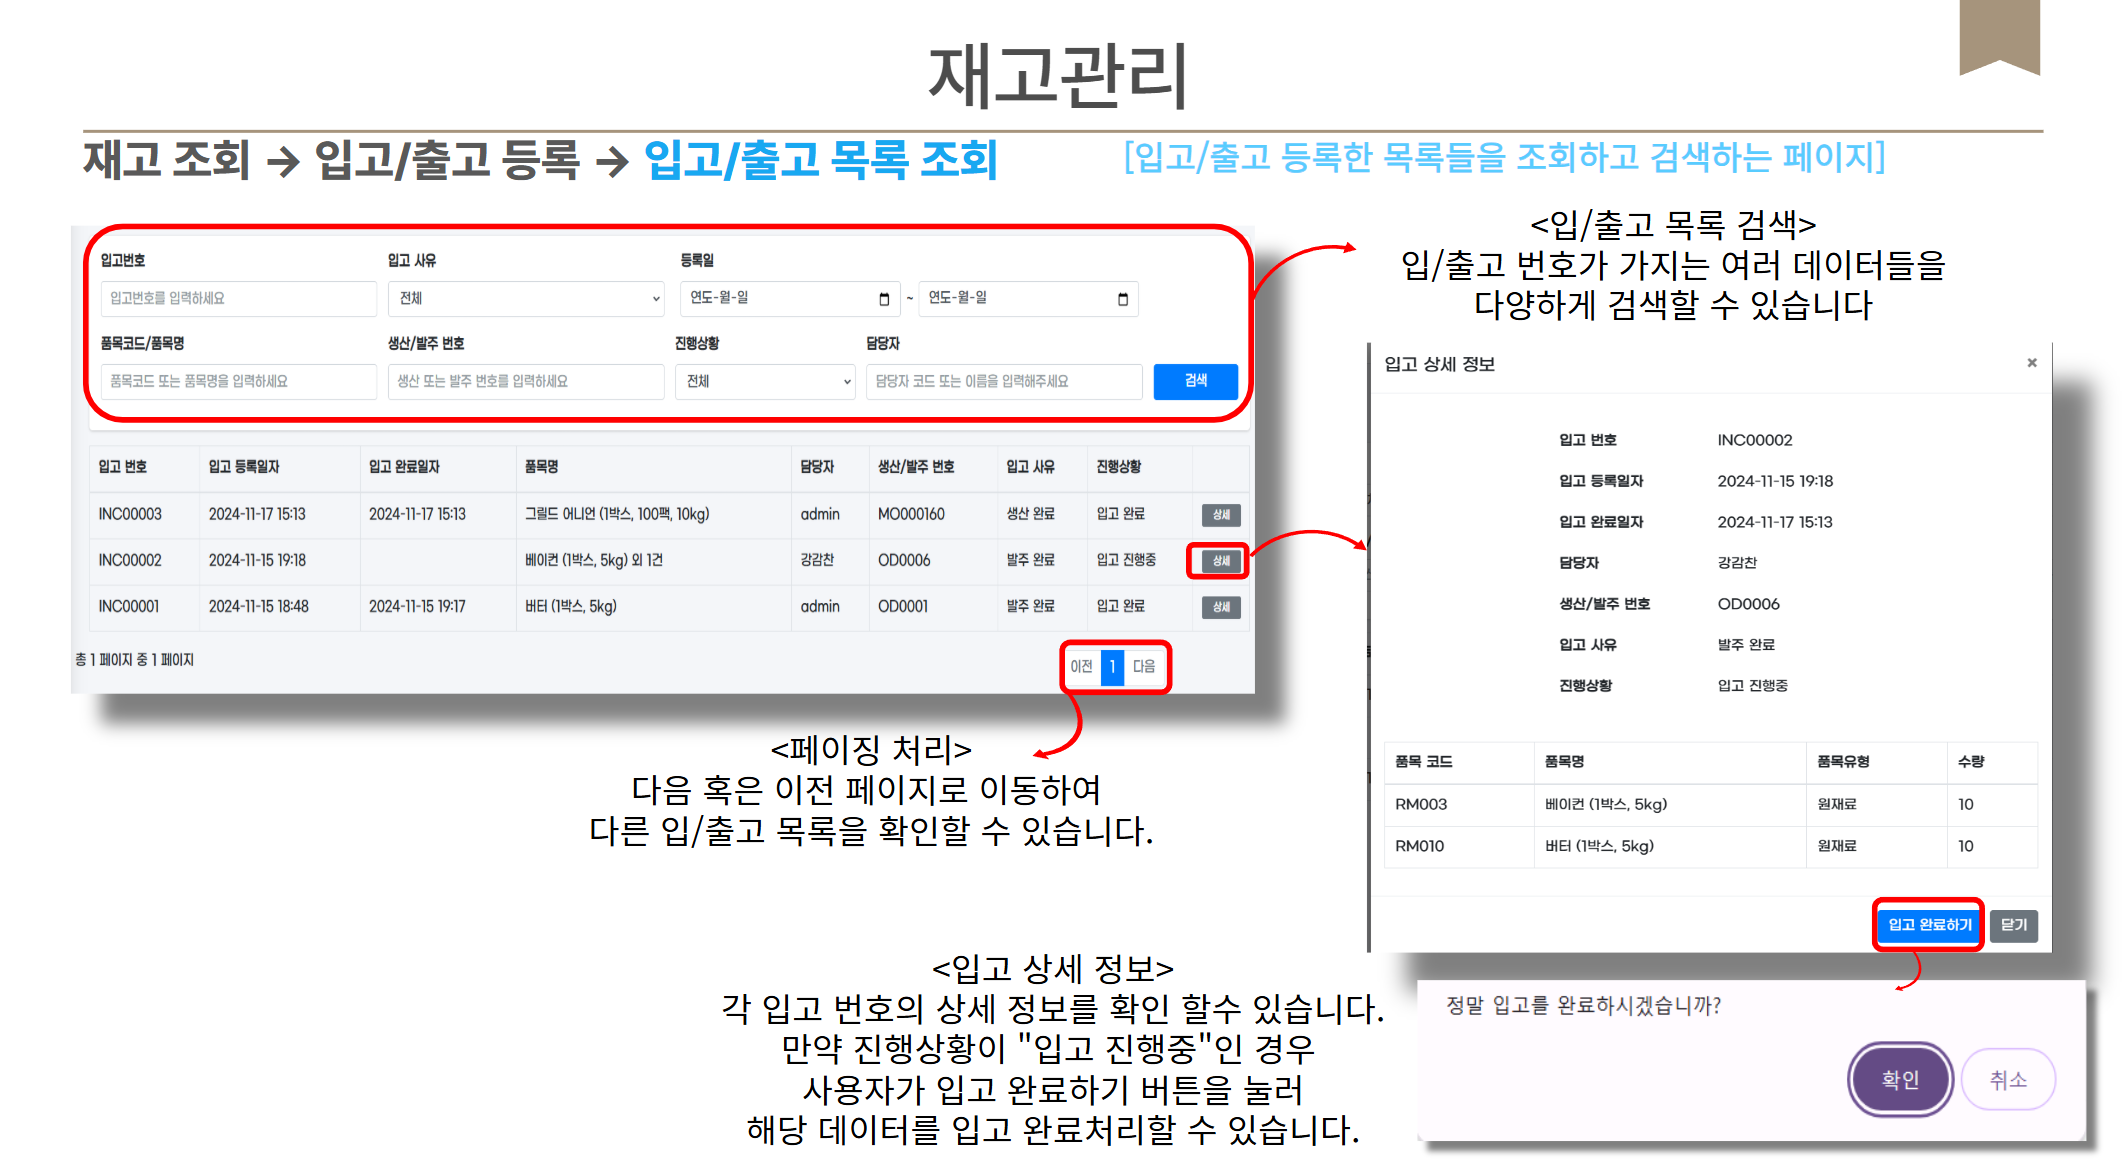 재고관리
재고 조회 → 입고/출고 등록 → 입고/출고 목록 조회
[입고/출고 등록한 목록들을 조회하고 검색하는 페이지]
입고번호 입고 사유 등록일
입고번호를 입력하세요 전체 연도-월-일 ~ 연도-월-일
품목코드/품목명 생산/발주 번호 진행상황 담당자
품목코드 또는 품목명을 입력하세요 생산 또는 발주 번호를 입력하세요 전체 담당자 코드 또는 이름을 입력해주세요 검색
입고 번호 입고 등록일자 입고 완료일자 품목명 담당자 생산/발주 번호 입고 사유 진행상황
INC00003 2024-11-17 15:13 2024-11-17 15:13 그릴드 어니언 (1박스, 100팩, 10kg) admin MO000160 생산 완료 입고 완료 상세
INC00002 2024-11-15 19:18 베이컨 (1박스, 5kg) 외 1건 강감찬 OD0006 발주 완료 입고 진행중 상세
INC00001 2024-11-15 18:48 2024-11-15 19:17 버터 (1박스, 5kg) admin OD0001 발주 완료 입고 완료 상세
총 1 페이지 중 1 페이지
이전 1 다음
<입/출고 목록 검색>
입/출고 번호가 가지는 여러 데이터들을
다양하게 검색할 수 있습니다
입고 상세 정보 ×
입고 번호 INC00002
입고 등록일자 2024-11-15 19:18
입고 완료일자 2024-11-17 15:13
담당자 강감찬
생산/발주 번호 OD0006
입고 사유 발주 완료
진행상황 입고 진행중
품목 코드 품목명 품목유형 수량
RM003 베이컨 (1박스, 5kg) 원재료 10
RM010 버터 (1박스, 5kg) 원재료 10
입고 완료하기 닫기
<페이징 처리>
다음 혹은 이전 페이지로 이동하여
다른 입/출고 목록을 확인할 수 있습니다.
<입고 상세 정보>
각 입고 번호의 상세 정보를 확인 할수 있습니다.
만약 진행상황이 "입고 진행중"인 경우
사용자가 입고 완료하기 버튼을 눌러
해당 데이터를 입고 완료처리할 수 있습니다.
정말 입고를 완료하시겠습니까?
확인 취소